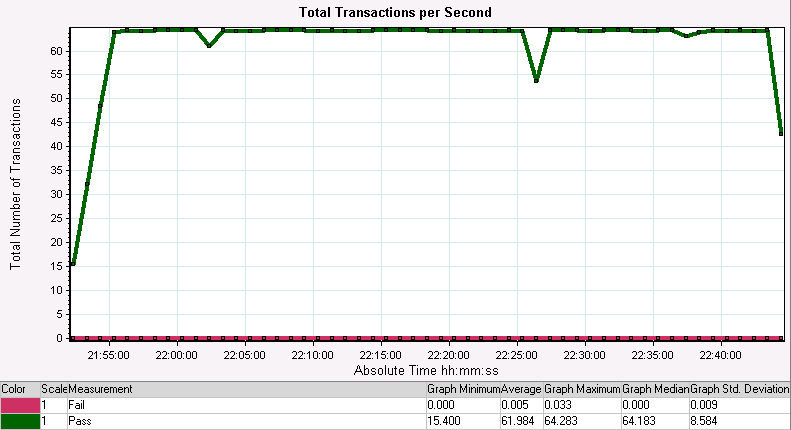 Total Transactions per Second
Total Number of Transactions
60
55
50
45
40
35
30
25
20
15
10
5
0
21:55:00 22:00:00 22:05:00 22:10:00 22:15:00 22:20:00 22:25:00 22:30:00 22:35:00 22:40:00
Absolute Time hh:mm:ss
Color Scale Measurement Graph Minimum Average Graph Maximum Graph Median Graph Std. Deviation
1 Fail 0.000 0.005 0.033 0.000 0.009
1 Pass 15.400 61.984 64.283 64.183 8.584